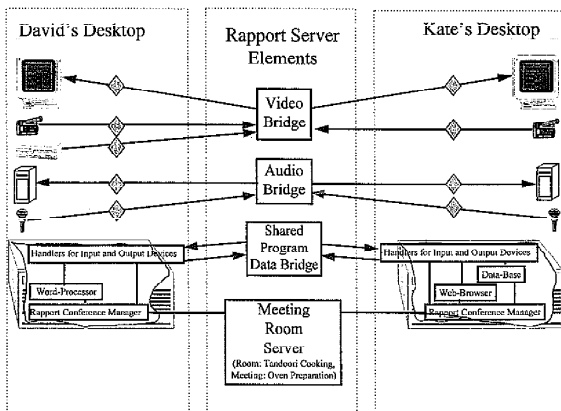 David's Desktop
Rapport Server
Elements
Kate's Desktop
Video
Bridge
Audio
Bridge
Shared
Program
Data Bridge
Handlers for Input and Output Devices
Word-Processor
Rapport Conference Manager
Handlers for Input and Output Devices
Data-Base
Web-Browser
Rapport Conference Manager
Meeting
Room
Server
(Room: Tandoori Cooking,
Meeting: Oven Preparation)